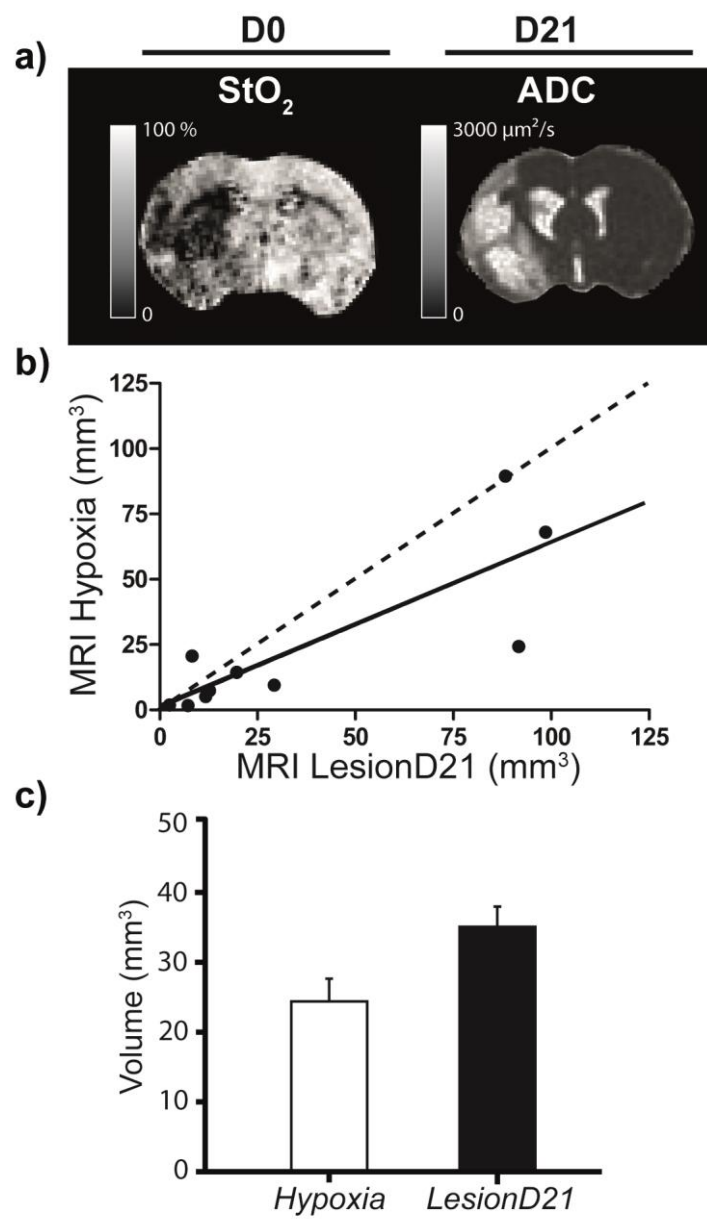 D0 D21
a)
StO₂ ADC
100 % 3000 µm²/s
0 0
b)
MRI Hypoxia (mm³)
125
100
75
50
25
0
0 25 50 75 100 125
MRI LesionD21 (mm³)
c)
Volume (mm³)
50
40
30
20
10
0
Hypoxia LesionD21